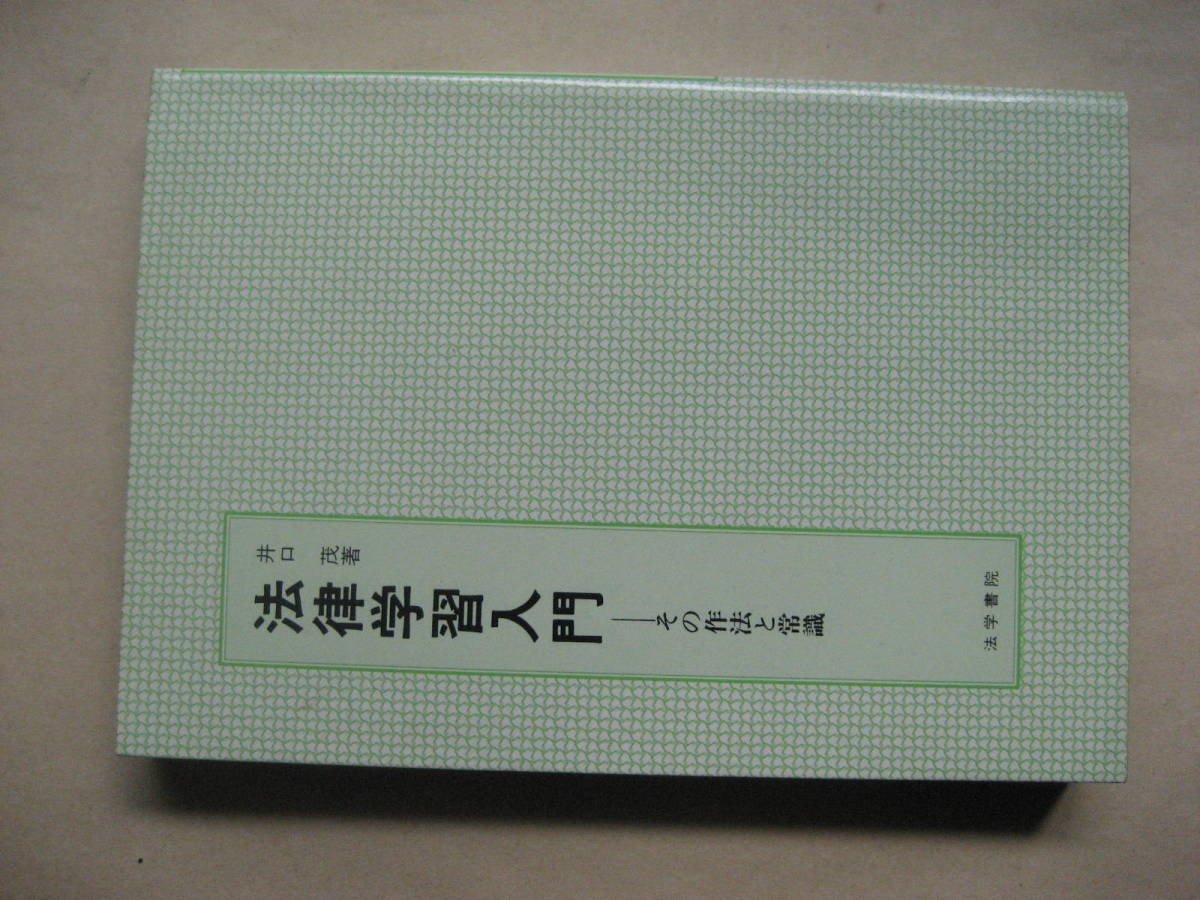 井口 茂著
法律学習入門
――その作法と常識
法学書院